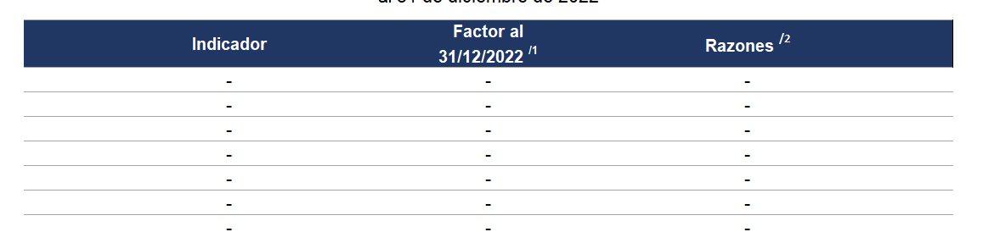 al 31 de diciembre de 2022
Indicador
Factor al
31/12/2022 /1
Razones /2
- - -
- - -
- - -
- - -
- - -
- - -
- - -